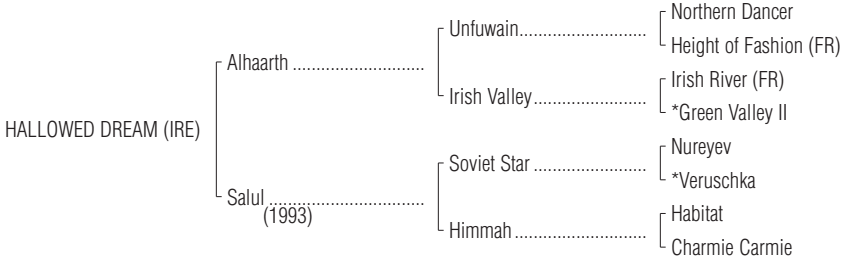 Northern Dancer
Unfuwain..........................
Height of Fashion (FR)
Alhaarth ............................
Irish River (FR)
Irish Valley........................
*Green Valley II
HALLOWED DREAM (IRE)
Nureyev
Soviet Star ........................
*Veruschka
Salul .................................
(1993)
Habitat
Himmah ............................
Charmie Carmie